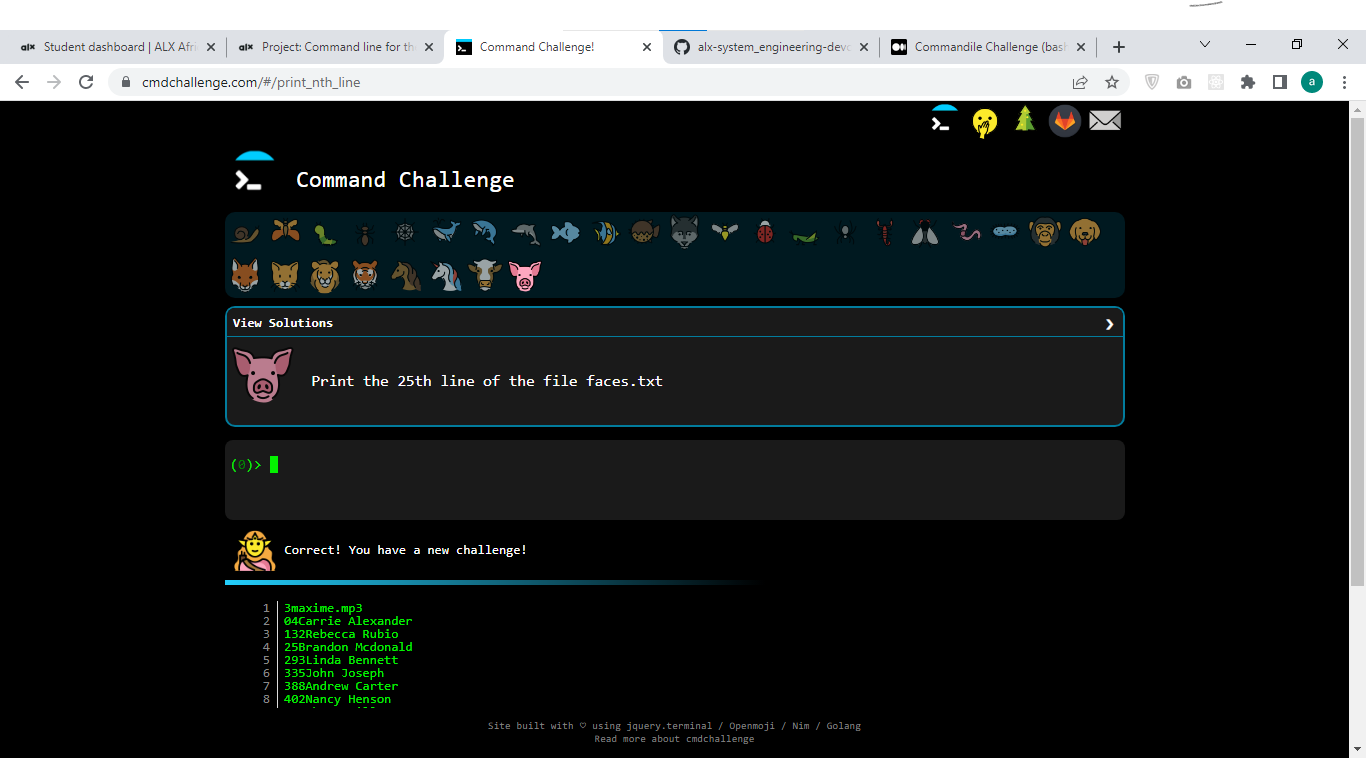 alx Student dashboard | ALX Afri
alx Project: Command line for the
Command Challenge!
alx-system_engineering-devo
Commandile Challenge (bash
cmdchallenge.com/#/print_nth_line
a
Command Challenge
View Solutions
Print the 25th line of the file faces.txt
(0)>
Correct! You have a new challenge!
1 3maxime.mp3
2 04Carrie Alexander
3 132Rebecca Rubio
4 25Brandon Mcdonald
5 293Linda Bennett
6 335John Joseph
7 388Andrew Carter
8 402Nancy Henson
Site built with ♡ using jquery.terminal / Openmoji / Nim / Golang
Read more about cmdchallenge